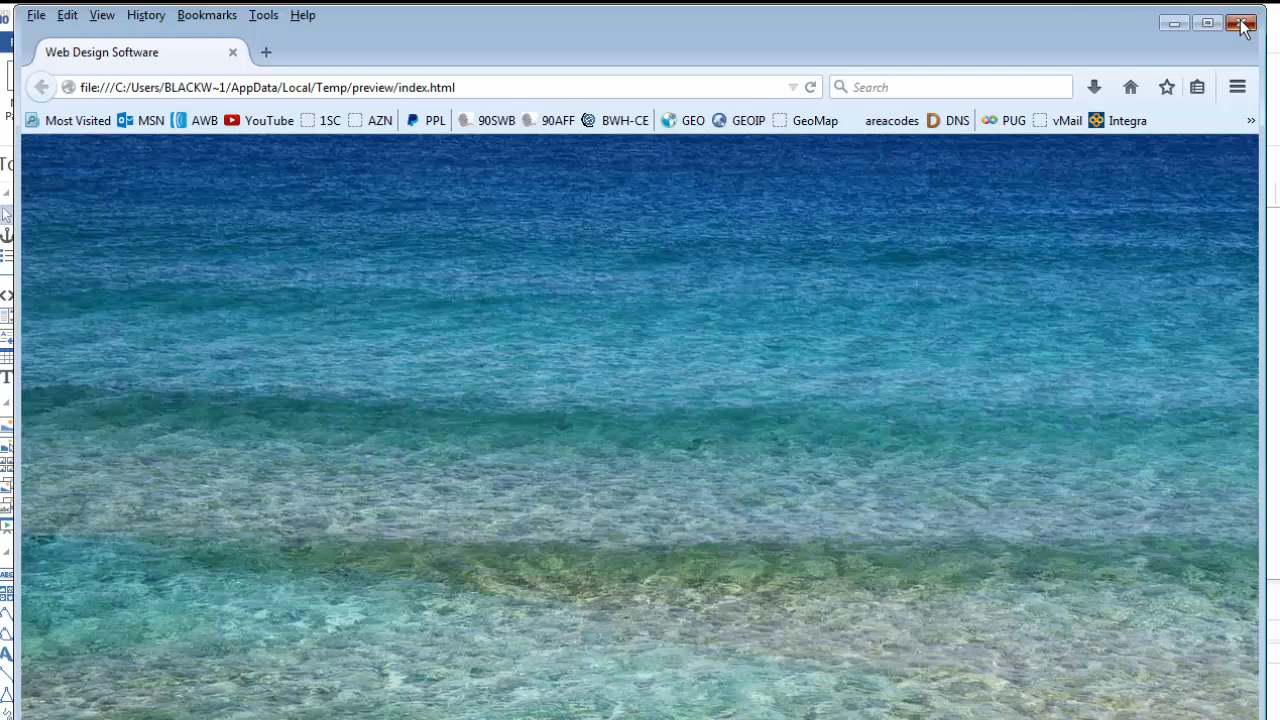 File Edit View History Bookmarks Tools Help
Web Design Software
file:///C:/Users/BLACKW~1/AppData/Local/Temp/preview/index.html Search
Most Visited MSN AWB YouTube 1SC AZN PPL 90SWB 90AFF BWH-CE GEO GEOIP GeoMap areacodes DNS PUG vMail Integra »
To